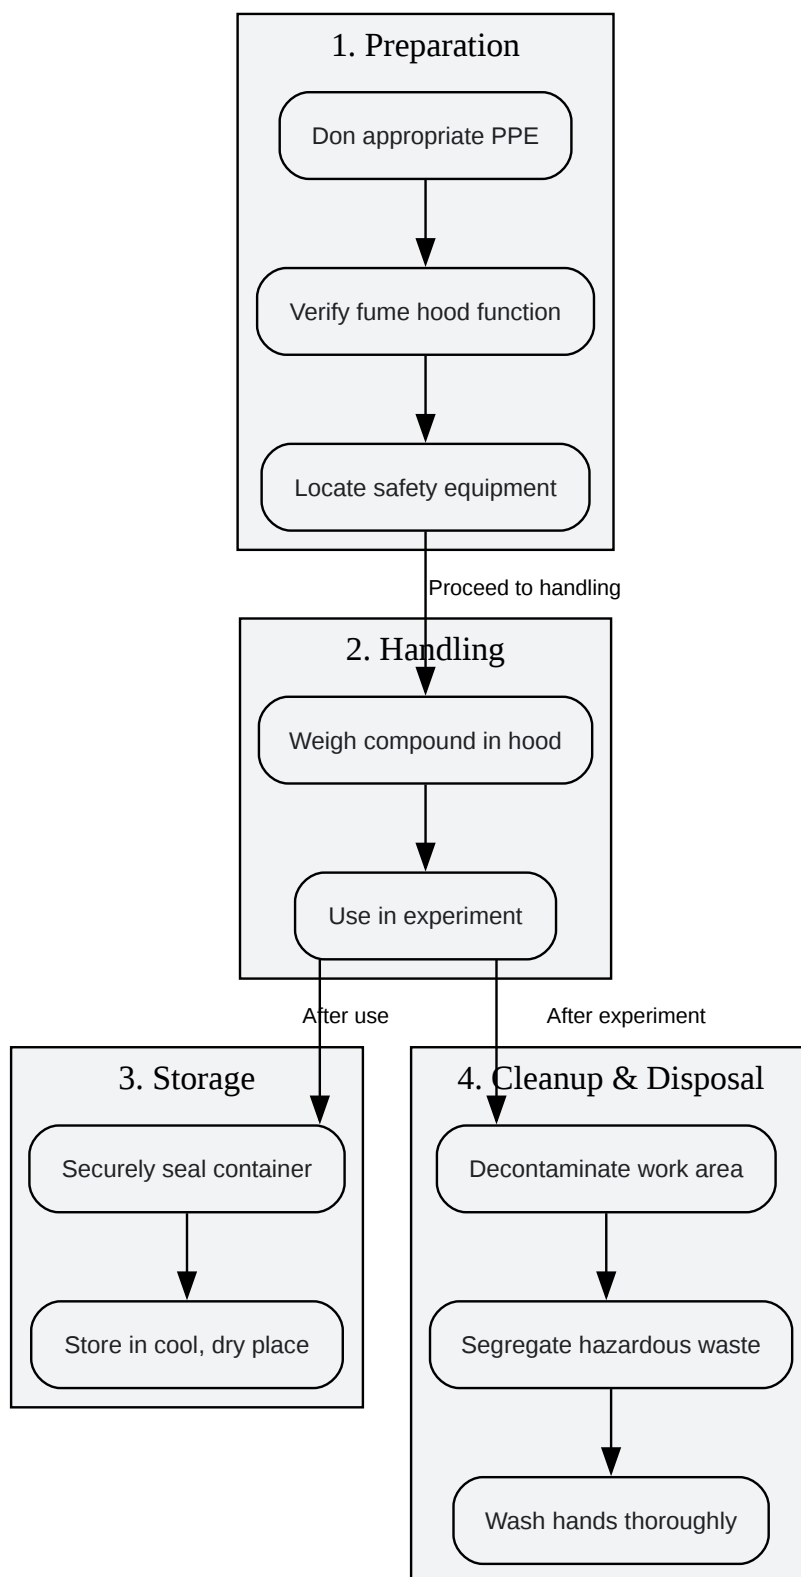 1. Preparation
Don appropriate PPE
Verify fume hood function
Locate safety equipment
Proceed to handling
2. Handling
Weigh compound in hood
Use in experiment
After use
After experiment
3. Storage
Securely seal container
Store in cool, dry place
4. Cleanup & Disposal
Decontaminate work area
Segregate hazardous waste
Wash hands thoroughly